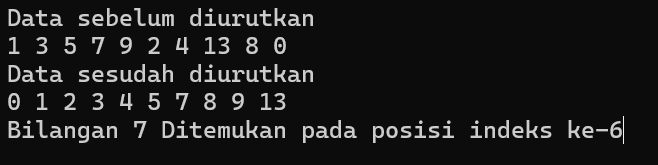 Data sebelum diurutkan
1 3 5 7 9 2 4 13 8 0
Data sesudah diurutkan
0 1 2 3 4 5 7 8 9 13
Bilangan 7 Ditemukan pada posisi indeks ke-6